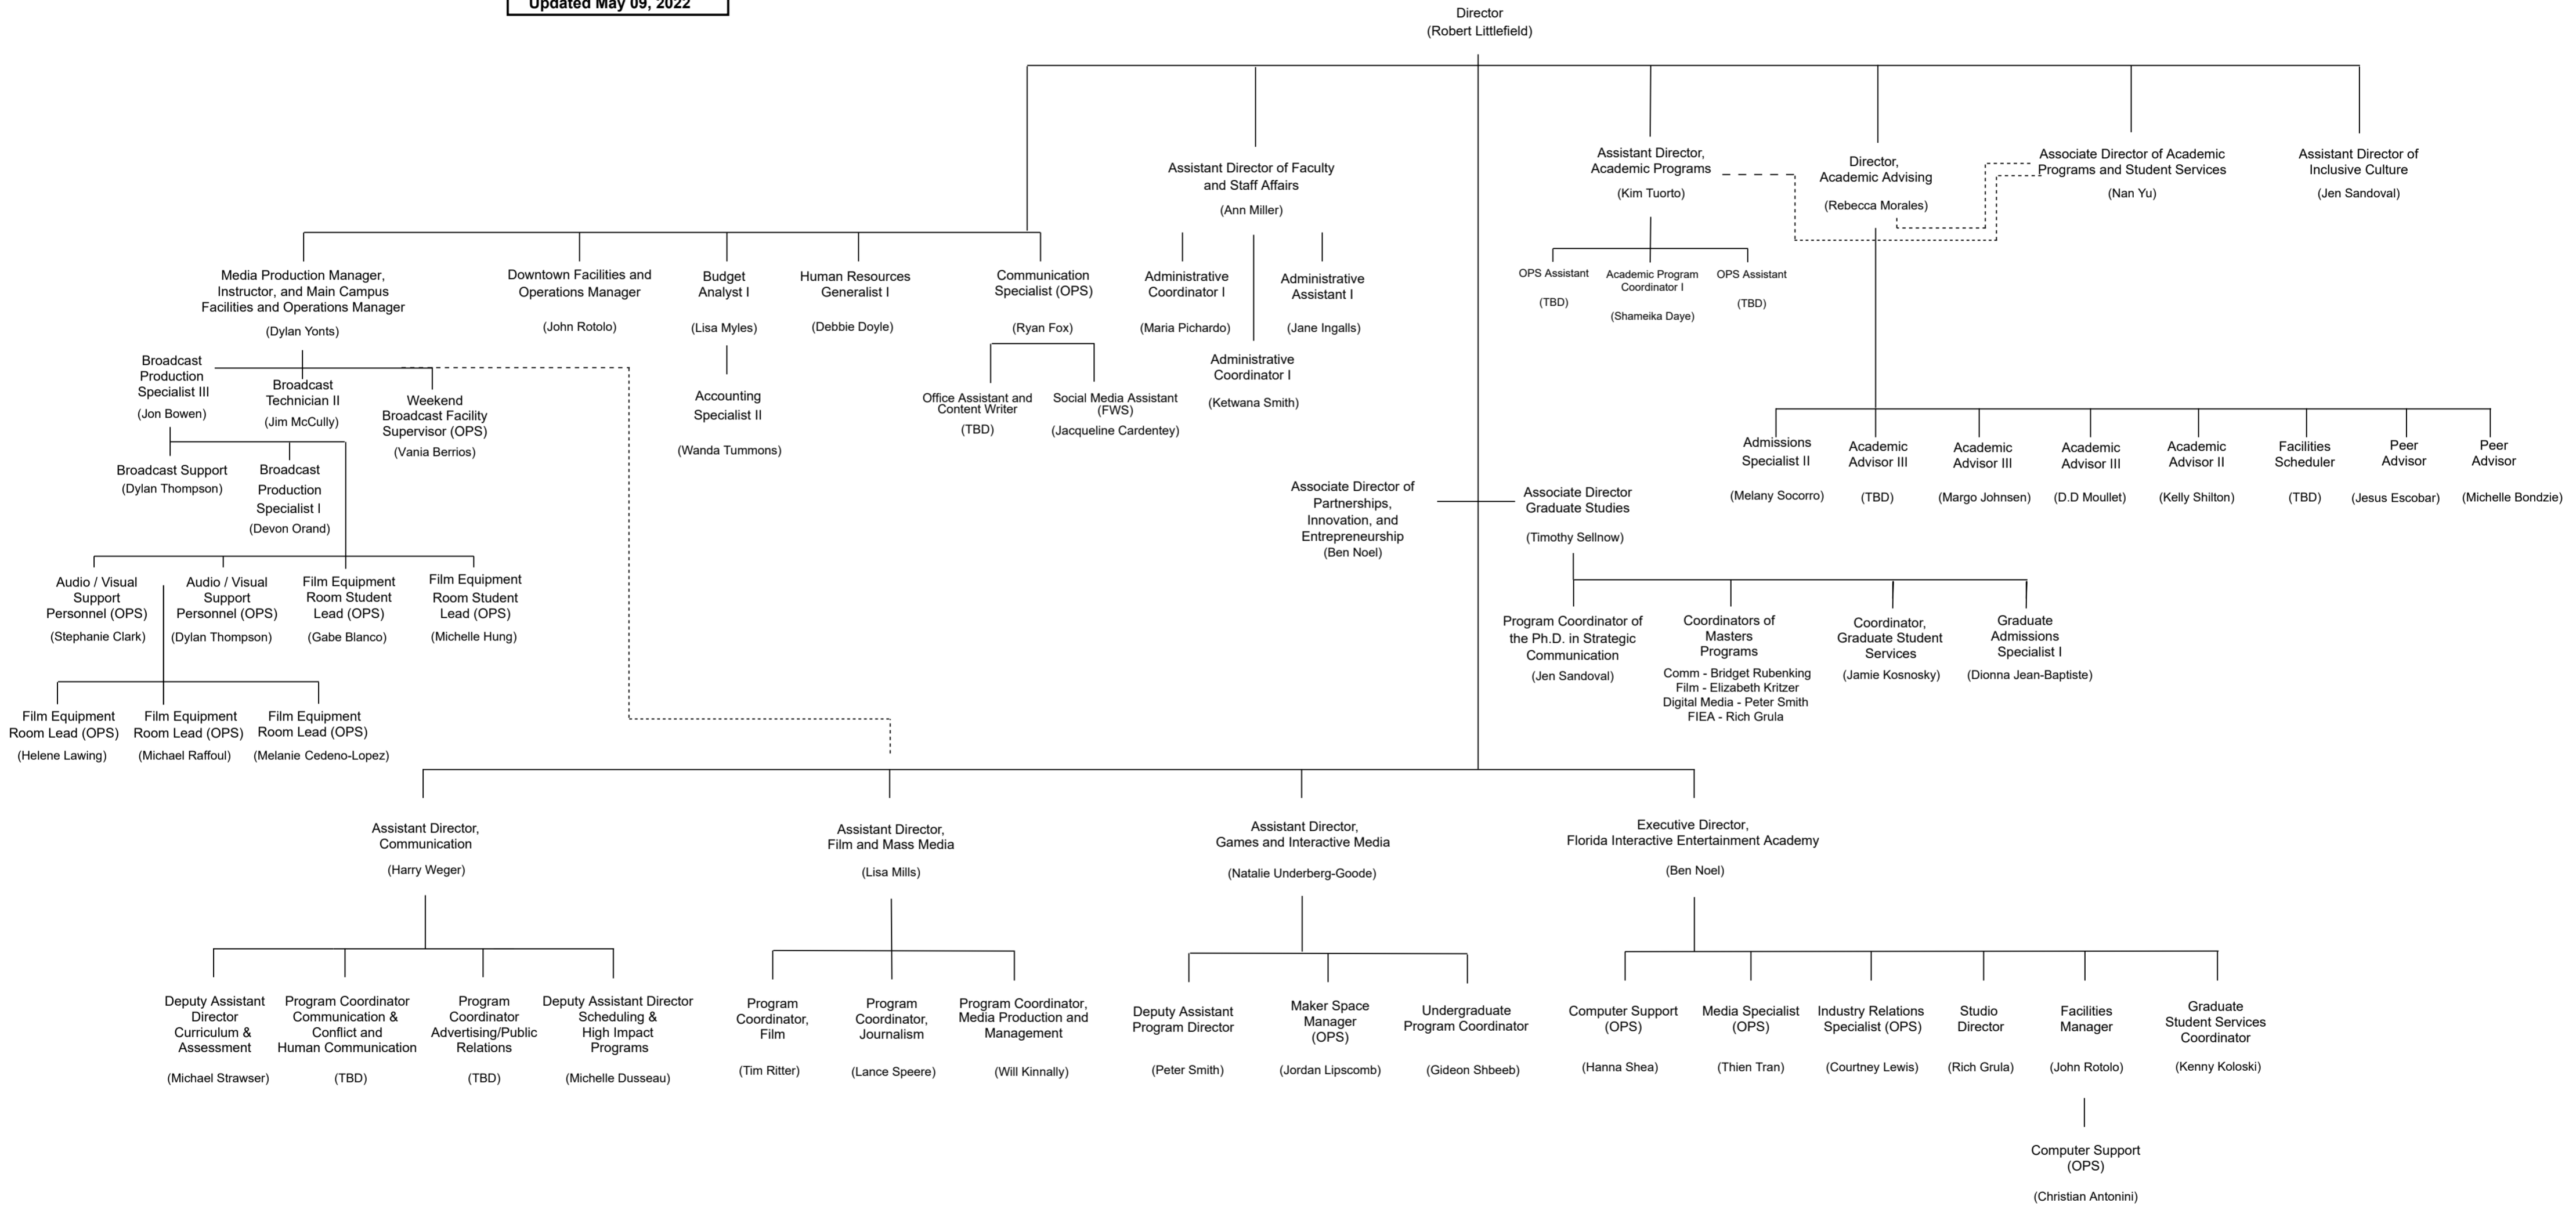 Updated May 09, 2022
Director
(Robert Littlefield)
Assistant Director of Faculty
and Staff Affairs
(Ann Miller)
Assistant Director,
Academic Programs
(Kim Tuorto)
Director,
Academic Advising
(Rebecca Morales)
Associate Director of Academic
Programs and Student Services
(Nan Yu)
Assistant Director of
Inclusive Culture
(Jen Sandoval)
Media Production Manager,
Instructor, and Main Campus
Facilities and Operations Manager
(Dylan Yonts)
Downtown Facilities and
Operations Manager
(John Rotolo)
Budget
Analyst I
(Lisa Myles)
Human Resources
Generalist I
(Debbie Doyle)
Communication
Specialist (OPS)
(Ryan Fox)
Administrative
Coordinator I
(Maria Pichardo)
Administrative
Assistant I
(Jane Ingalls)
Administrative
Coordinator I
(Ketwana Smith)
OPS Assistant
(TBD)
Academic Program
Coordinator I
(Shameika Daye)
OPS Assistant
(TBD)
Broadcast
Production
Specialist III
(Jon Bowen)
Broadcast
Technician II
(Jim McCully)
Weekend
Broadcast Facility
Supervisor (OPS)
(Vania Berrios)
Accounting
Specialist II
(Wanda Tummons)
Office Assistant and
Content Writer
(TBD)
Social Media Assistant
(FWS)
(Jacqueline Cardentey)
Broadcast Support
(Dylan Thompson)
Broadcast
Production
Specialist I
(Devon Orand)
Admissions
Specialist II
(Melany Socorro)
Academic
Advisor III
(TBD)
Academic
Advisor III
(Margo Johnsen)
Academic
Advisor III
(D.D Moullet)
Academic
Advisor II
(Kelly Shilton)
Facilities
Scheduler
(TBD)
Peer
Advisor
(Jesus Escobar)
Peer
Advisor
(Michelle Bondzie)
Associate Director of
Partnerships,
Innovation, and
Entrepreneurship
(Ben Noel)
Associate Director
Graduate Studies
(Timothy Sellnow)
Audio / Visual
Support
Personnel (OPS)
(Stephanie Clark)
Audio / Visual
Support
Personnel (OPS)
(Dylan Thompson)
Film Equipment
Room Student
Lead (OPS)
(Gabe Blanco)
Film Equipment
Room Student
Lead (OPS)
(Michelle Hung)
Program Coordinator of
the Ph.D. in Strategic
Communication
(Jen Sandoval)
Coordinators of
Masters
Programs
Comm - Bridget Rubenking
Film - Elizabeth Kritzer
Digital Media - Peter Smith
FIEA - Rich Grula
Coordinator,
Graduate Student
Services
(Jamie Kosnosky)
Graduate
Admissions
Specialist I
(Dionna Jean-Baptiste)
Film Equipment
Room Lead (OPS)
(Helene Lawing)
Film Equipment
Room Lead (OPS)
(Michael Raffoul)
Film Equipment
Room Lead (OPS)
(Melanie Cedeno-Lopez)
Assistant Director,
Communication
(Harry Weger)
Assistant Director,
Film and Mass Media
(Lisa Mills)
Assistant Director,
Games and Interactive Media
(Natalie Underberg-Goode)
Executive Director,
Florida Interactive Entertainment Academy
(Ben Noel)
Deputy Assistant
Director
Curriculum &
Assessment
(Michael Strawser)
Program Coordinator
Communication &
Conflict and
Human Communication
(TBD)
Program
Coordinator
Advertising/Public
Relations
(TBD)
Deputy Assistant Director
Scheduling &
High Impact
Programs
(Michelle Dusseau)
Program
Coordinator,
Film
(Tim Ritter)
Program
Coordinator,
Journalism
(Lance Speere)
Program Coordinator,
Media Production and
Management
(Will Kinnally)
Deputy Assistant
Program Director
(Peter Smith)
Maker Space
Manager
(OPS)
(Jordan Lipscomb)
Undergraduate
Program Coordinator
(Gideon Shbeeb)
Computer Support
(OPS)
(Hanna Shea)
Media Specialist
(OPS)
(Thien Tran)
Industry Relations
Specialist (OPS)
(Courtney Lewis)
Studio
Director
(Rich Grula)
Facilities
Manager
(John Rotolo)
Graduate
Student Services
Coordinator
(Kenny Koloski)
Computer Support
(OPS)
(Christian Antonini)